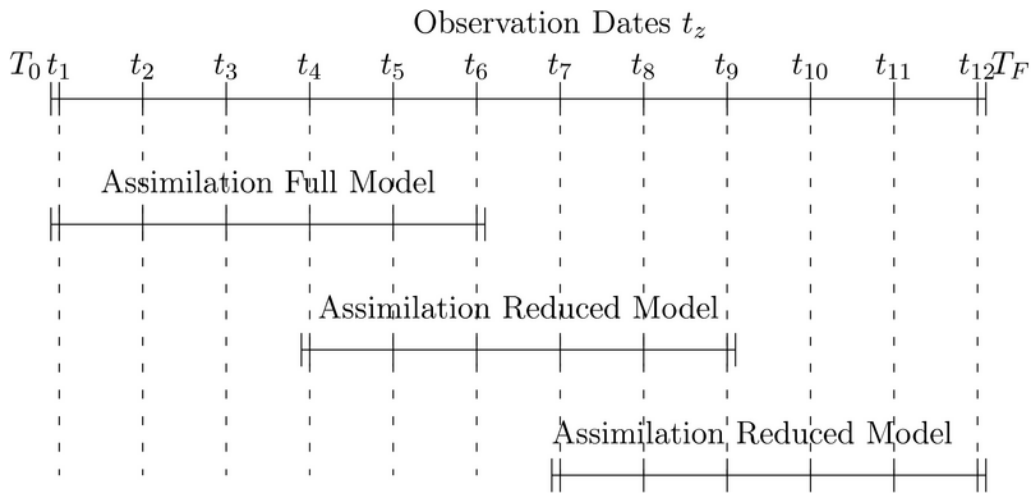 Observation Dates t_z
T_0 t_1 t_2 t_3 t_4 t_5 t_6 t_7 t_8 t_9 t_10 t_11 t_12 T_F
Assimilation Full Model
Assimilation Reduced Model
Assimilation Reduced Model